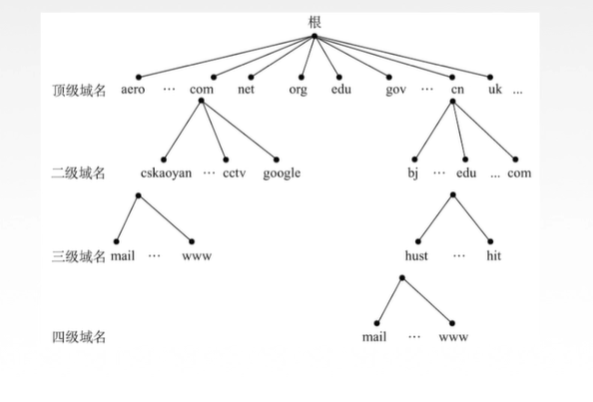 根
顶级域名 aero … com net org edu gov … cn uk ...
二级域名 cskaoyan … cctv google bj … edu ... com
三级域名 mail … www hust … hit
四级域名 mail … www